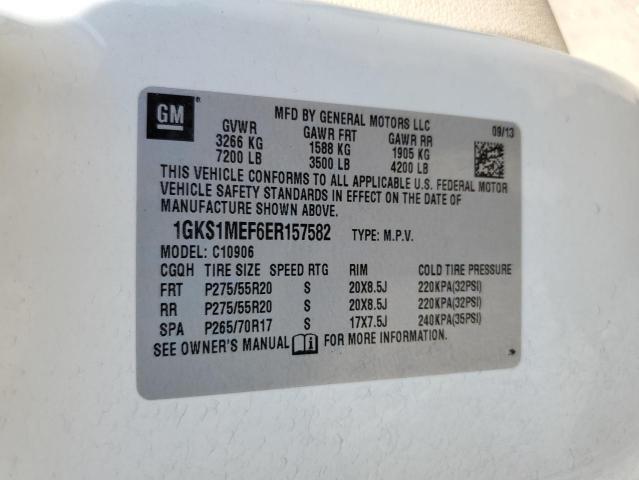 GM
MFD BY GENERAL MOTORS LLC 09/13
GVWR GAWR FRT GAWR RR
3266 KG 1588 KG 1905 KG
7200 LB 3500 LB 4200 LB
THIS VEHICLE CONFORMS TO ALL APPLICABLE U.S. FEDERAL MOTOR
VEHICLE SAFETY STANDARDS IN EFFECT ON THE DATE OF
MANUFACTURE SHOWN ABOVE.
1GKS1MEF6ER157582 TYPE: M.P.V.
MODEL: C10906
CGQH TIRE SIZE SPEED RTG RIM COLD TIRE PRESSURE
FRT P275/55R20 S 20X8.5J 220KPA(32PSI)
RR P275/55R20 S 20X8.5J 220KPA(32PSI)
SPA P265/70R17 S 17X7.5J 240KPA(35PSI)
SEE OWNER'S MANUAL i FOR MORE INFORMATION.